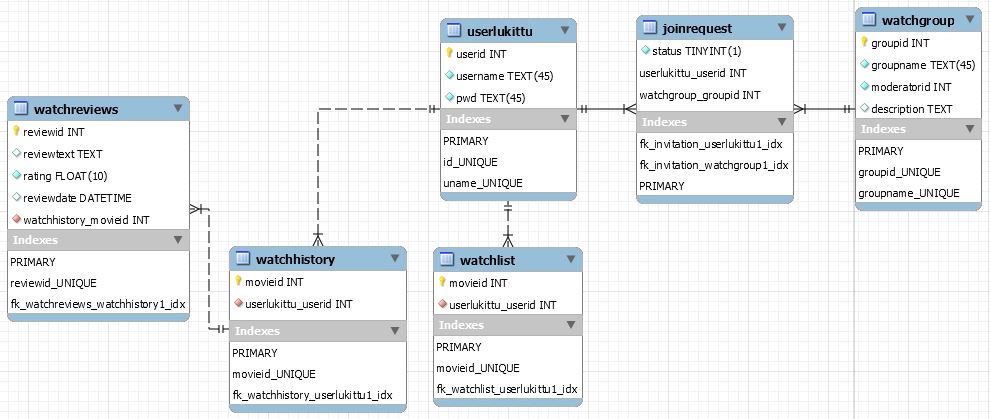 watchreviews
reviewid INT
reviewtext TEXT
rating FLOAT(10)
reviewdate DATETIME
watchhistory_movieid INT
Indexes
PRIMARY
reviewid_UNIQUE
fk_watchreviews_watchhistory1_idx
watchhistory
movieid INT
userlukittu_userid INT
Indexes
PRIMARY
movieid_UNIQUE
fk_watchhistory_userlukittu1_idx
userlukittu
userid INT
username TEXT(45)
pwd TEXT(45)
Indexes
PRIMARY
id_UNIQUE
uname_UNIQUE
watchlist
movieid INT
userlukittu_userid INT
Indexes
PRIMARY
movieid_UNIQUE
fk_watchlist_userlukittu1_idx
joinrequest
status TINYINT(1)
userlukittu_userid INT
watchgroup_groupid INT
Indexes
fk_invitation_userlukittu1_idx
fk_invitation_watchgroup1_idx
PRIMARY
watchgroup
groupid INT
groupname TEXT(45)
moderatorid INT
description TEXT
Indexes
PRIMARY
groupid_UNIQUE
groupname_UNIQUE